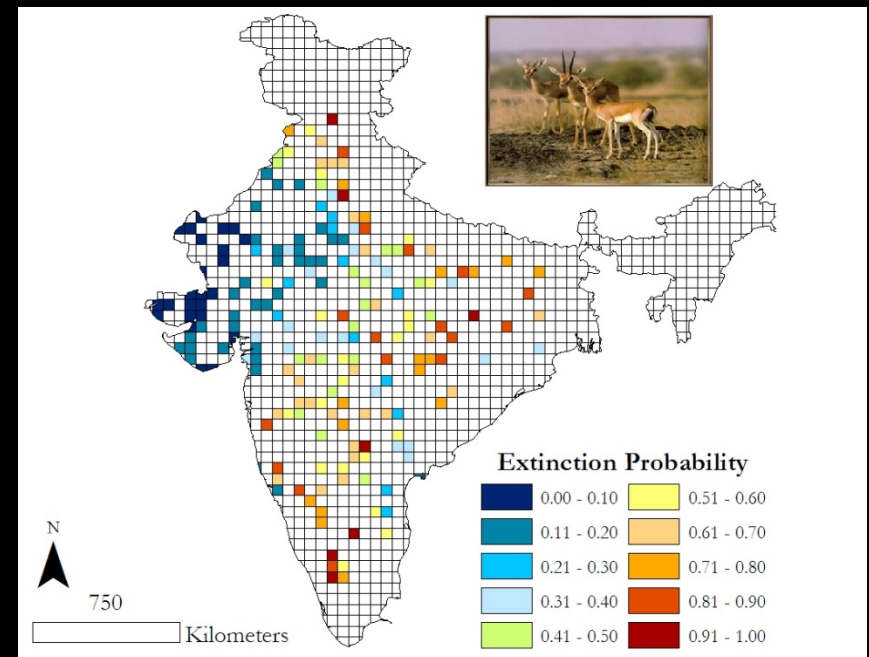 Extinction Probability
0.00 - 0.10
0.51 - 0.60
0.11 - 0.20
0.61 - 0.70
0.21 - 0.30
0.71 - 0.80
0.31 - 0.40
0.81 - 0.90
0.41 - 0.50
0.91 - 1.00
N
750
Kilometers